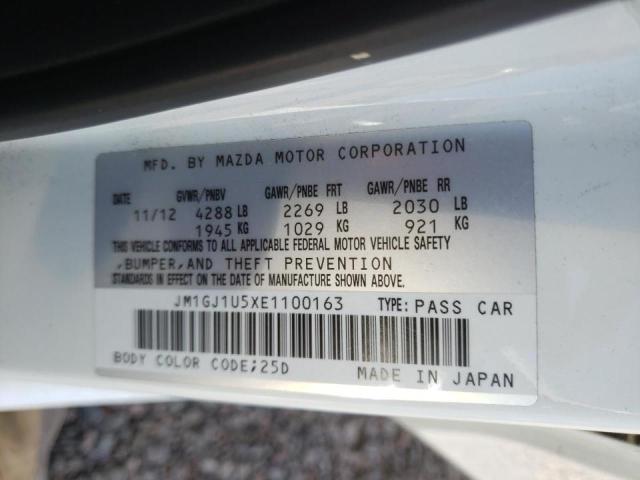 MFD. BY MAZDA MOTOR CORPORATION
DATE GVWR/PNBV GAWR/PNBE FRT GAWR/PNBE RR
11/12 4288 LB 2269 LB 2030 LB
1945 KG 1029 KG 921 KG
THIS VEHICLE CONFORMS TO ALL APPLICABLE FEDERAL MOTOR VEHICLE SAFETY
,BUMPER,AND THEFT PREVENTION
STANDARDS IN EFFECT ON THE DATE OF MANUFACTURE SHOWN ABOVE.
JM1GJ1U5XE1100163 TYPE: PASS CAR
BODY COLOR CODE;25D MADE IN JAPAN